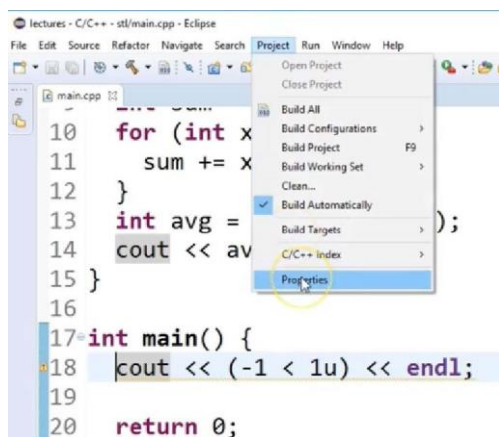 lectures - C/C++ - stl/main.cpp - Eclipse
File Edit Source Refactor Navigate Search Project Run Window Help
Open Project
Close Project
Build All
Build Configurations
Build Project F9
Build Working Set
Clean...
Build Automatically
Build Targets
C/C++ Index
Properties
main.cpp
10 for (int x
11 sum += x
12 }
13 int avg = );
14 cout << av
15 }
16
17 int main() {
18 cout << (-1 < 1u) << endl;
19
20 return 0;